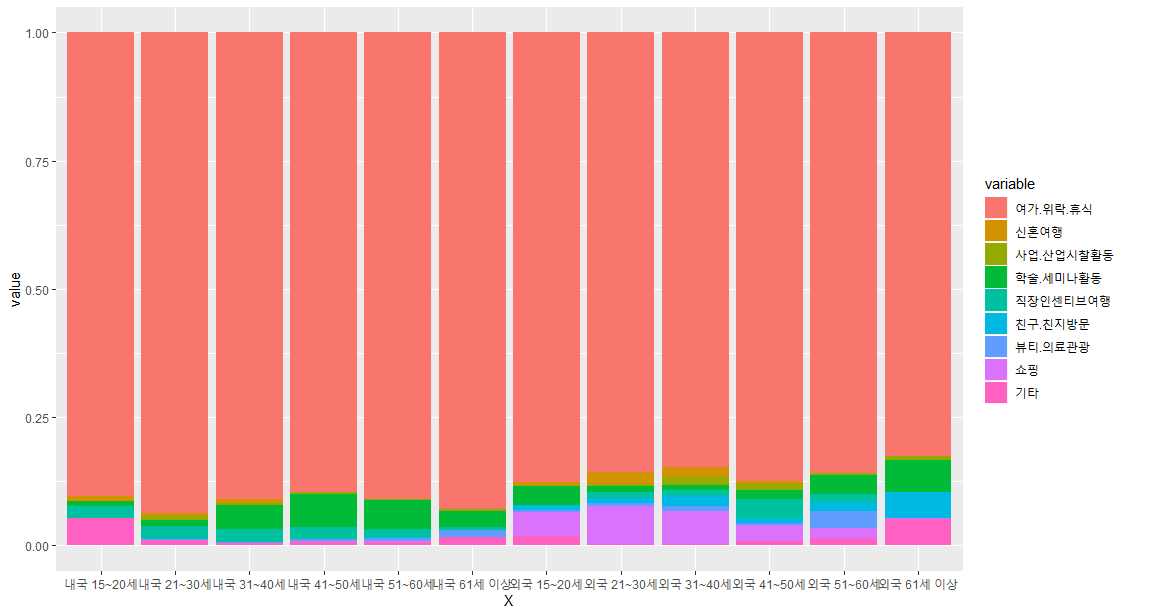 1.00
0.75
0.50
0.25
0.00
value
내국 15~20세
내국 21~30세
내국 31~40세
내국 41~50세
내국 51~60세
내국 61세 이상
외국 15~20세
외국 21~30세
외국 31~40세
외국 41~50세
외국 51~60세
외국 61세 이상
X
variable
여가.위락.휴식
신혼여행
사업.산업시찰활동
학술.세미나활동
직장인센티브여행
친구.친지방문
뷰티.의료관광
쇼핑
기타